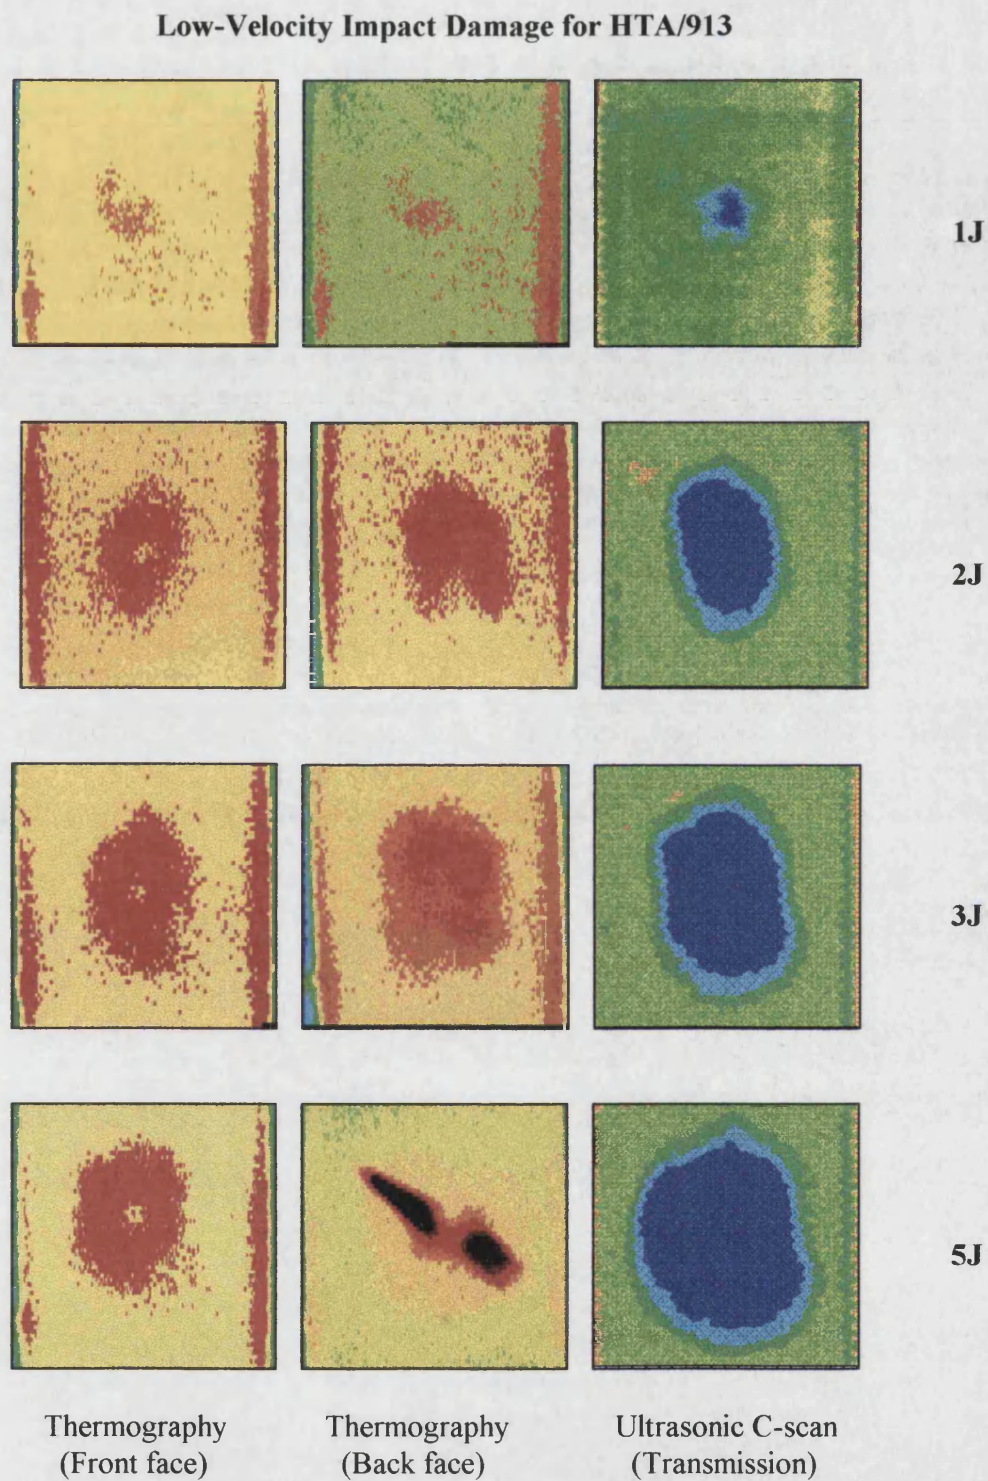 Low-Velocity Impact Damage for HTA/913
1J
2J
3J
5J
Thermography
(Front face)
Thermography
(Back face)
Ultrasonic C-scan
(Transmission)